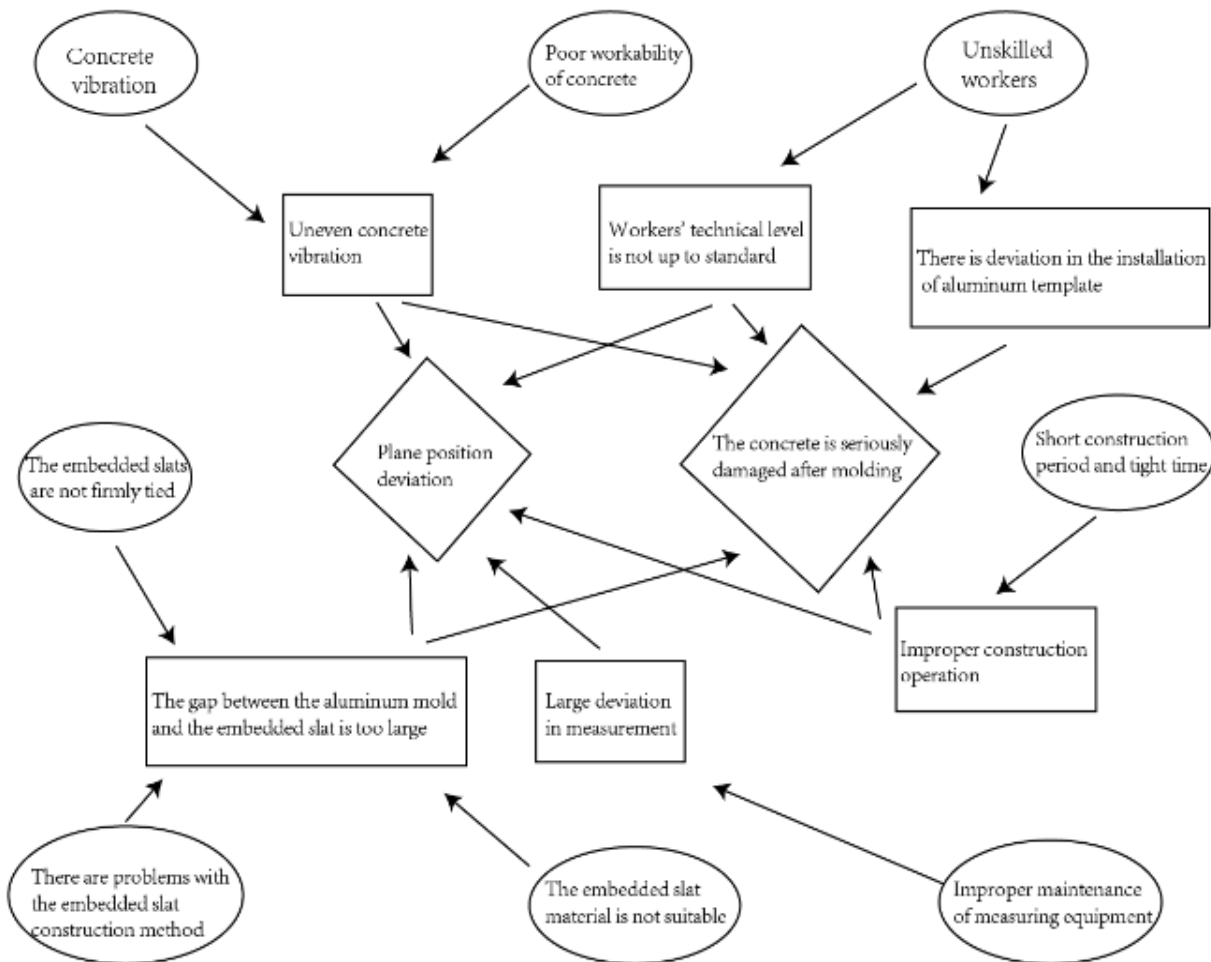 Concrete
vibration
Poor workability
of concrete
Unskilled
workers
Uneven concrete
vibration
Workers' technical level
is not up to standard
There is deviation in the installation
of aluminum template
Plane position
deviation
The concrete is seriously
damaged after molding
Short construction
period and tight time
The embedded slats
are not firmly tied
The gap between the aluminum mold
and the embedded slat is too large
Large deviation
in measurement
Improper construction
operation
There are problems with
the embedded slat
construction method
The embedded slat
material is not suitable
Improper maintenance
of measuring equipment